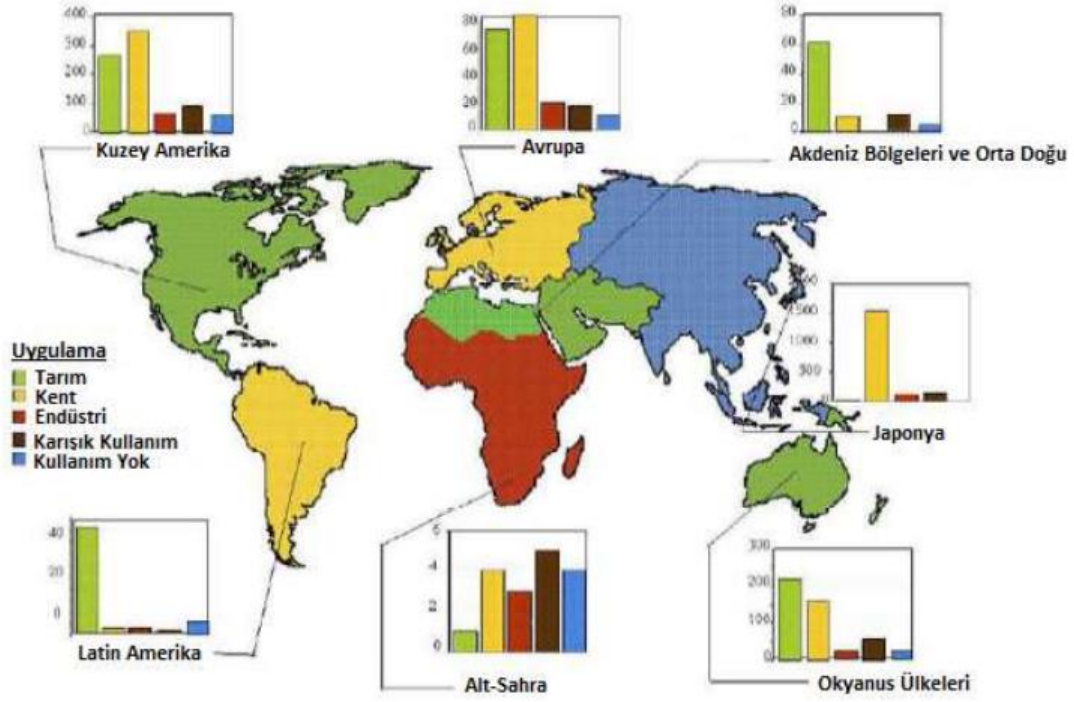 400
300
200
100
0
Kuzey Amerika
80
60
40
20
0
Avrupa
80
60
40
20
0
Akdeniz Bölgeleri ve Orta Doğu
1500
1000
500
Japonya
Uygulama
Tarım
Kent
Endüstri
Karışık Kullanım
Kullanım Yok
40
20
0
Latin Amerika
6
4
2
0
Alt-Sahra
300
200
100
0
Okyanus Ülkeleri